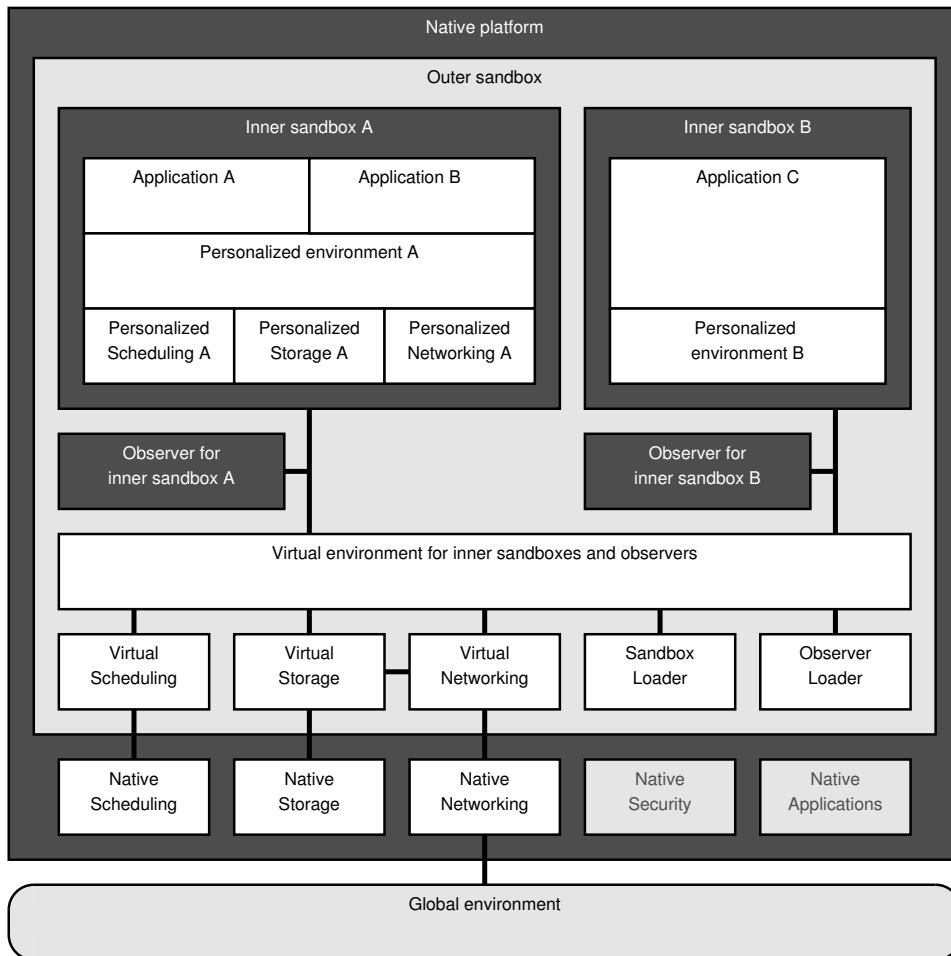 Native platform
Outer sandbox
Inner sandbox A
Inner sandbox B
Application A
Application B
Application C
Personalized environment A
Personalized
Scheduling A
Personalized
Storage A
Personalized
Networking A
Personalized
environment B
Observer for
inner sandbox A
Observer for
inner sandbox B
Virtual environment for inner sandboxes and observers
Virtual
Scheduling
Virtual
Storage
Virtual
Networking
Sandbox
Loader
Observer
Loader
Native
Scheduling
Native
Storage
Native
Networking
Native
Security
Native
Applications
Global environment